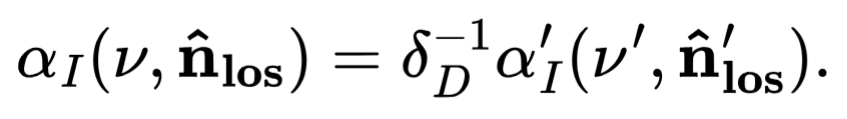 α_I(ν, n̂_los) = δ_D^{-1} α′_I(ν′, n̂′_los).